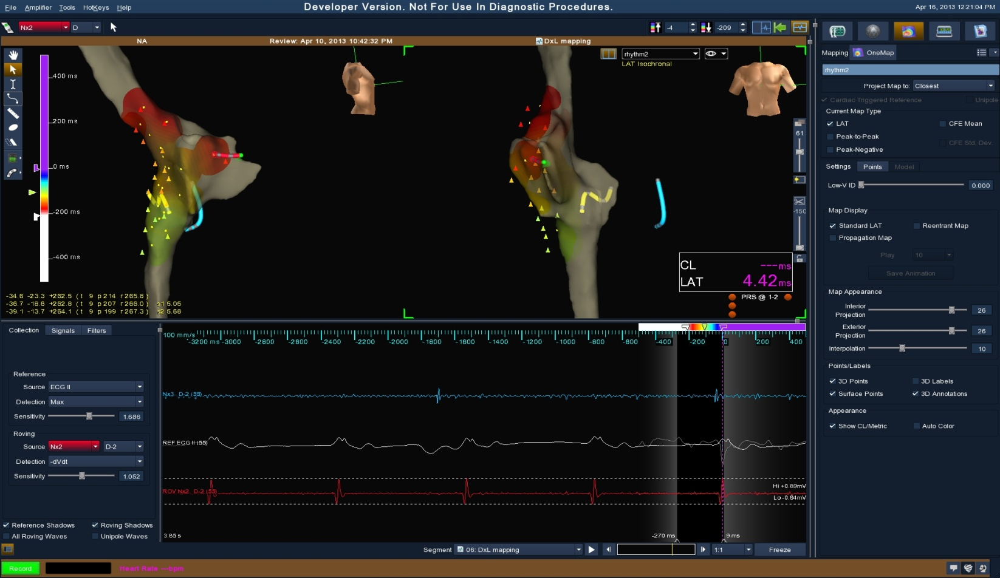 File Amplifier Tools HotKeys Help Developer Version. Not For Use In Diagnostic Procedures. Apr 16, 2013 12:21:04 PM
Nx2 D -4 -209
NA Review: Apr 10, 2013 10:42:32 PM DxL mapping
rhythm2
LAT Isochronal
400 ms
200 ms
0 ms
-200 ms
-400 ms
61
-150
CL ---ms
LAT 4.42ms
PRS @ 1-2
-34.6 -23.3 +262.5 (t 9 p 214 r 265.8)
-36.7 -18.6 +262.8 (p 207 r 266.0) s1 5.05
-39.1 -13.7 +264.1 (t 9 p 199 r 267.3) s2 5.66
Mapping OneMap
rhythm2
Project Map to: Closest
Cardiac Triggered Reference Unipole
Current Map Type
LAT CFE Mean
Peak-to-Peak CFE Std. Dev.
Peak-Negative
Settings Points Model
Low-V ID 0.000
Map Display
Standard LAT Reentrant Map
Propagation Map
Play 10
Save Animation
Map Appearance
Interior Projection 26
Exterior Projection 26
Interpolation 10
Points/Labels
3D Points 3D Labels
Surface Points 3D Annotations
Appearance
Show CL/Metric Auto Color
Collection Signals Filters
Reference
Source ECG II
Detection Max
Sensitivity 1.686
Roving
Source Nx2 D-2
Detection -dVdt
Sensitivity 1.052
Reference Shadows Roving Shadows
All Roving Waves Unipole Waves
100 mm/s
-3200 ms -3000 -2800 -2600 -2400 -2200 -2000 -1800 -1600 -1400 -1200 -1000 -800 -600 -400 -200 0 200 400
Nx3 D-2 (55)
REF ECG II (55)
ROV Nx2 D-2 (55)
Hi +0.89mV
Lo -0.64mV
3.85 s -270 ms 9 ms
Segment 06: DxL mapping 1:1 Freeze
Record Heart Rate ---bpm